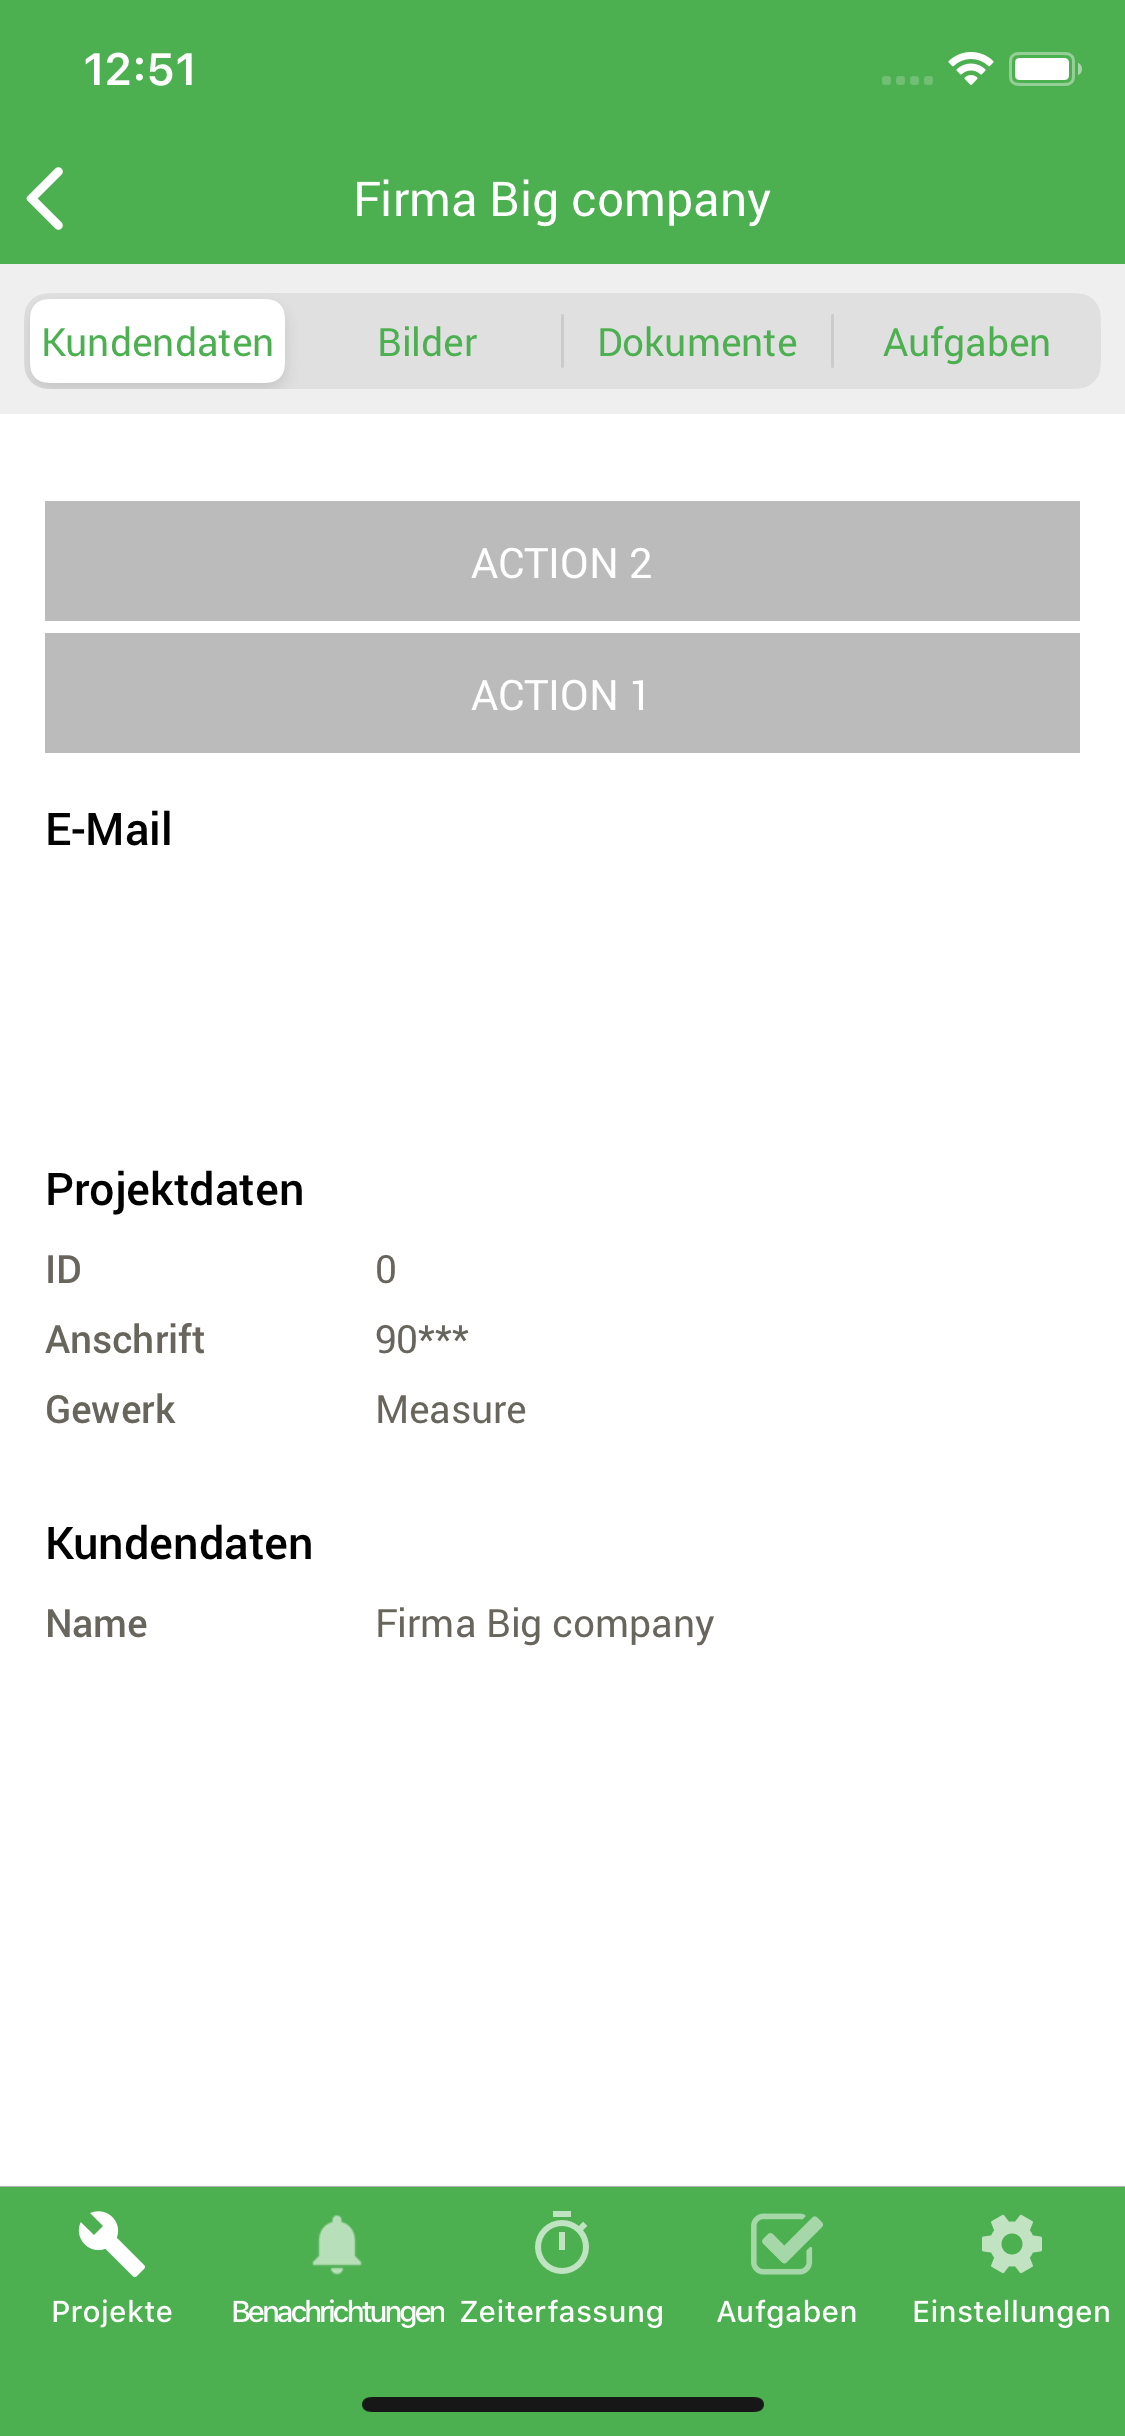 12:51
Firma Big company
Kundendaten Bilder Dokumente Aufgaben
ACTION 2
ACTION 1
E-Mail
Projektdaten
ID 0
Anschrift 90***
Gewerk Measure
Kundendaten
Name Firma Big company
Projekte Benachrichtungen Zeiterfassung Aufgaben Einstellungen